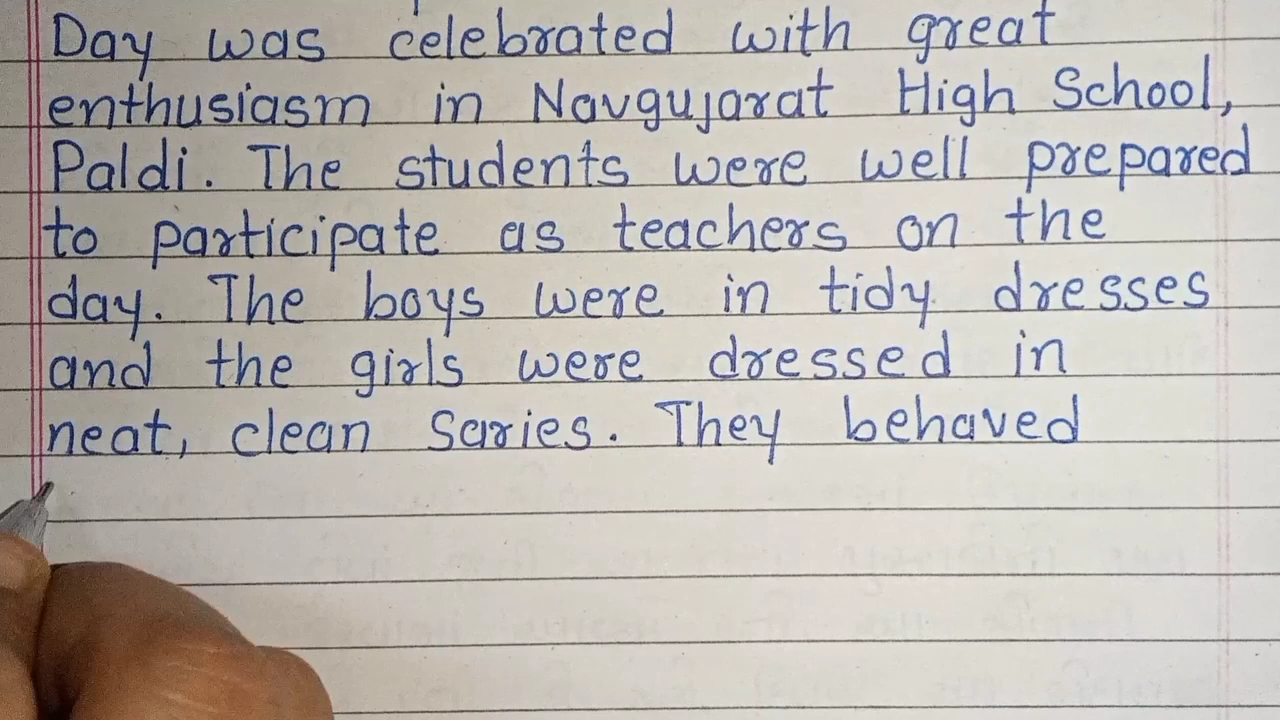 Day was celebrated with great
enthusiasm in Navgujarat High School,
Paldi. The students were well prepared
to participate as teachers on the
day. The boys were in tidy dresses
and the girls were dressed in
neat, clean Saries. They behaved